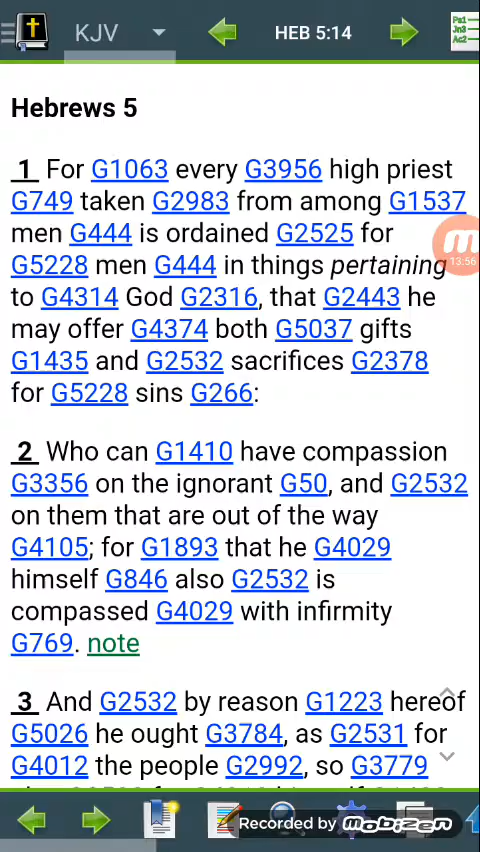 KJV
HEB 5:14
Ps1
Jn3
Ac2
Hebrews 5
1 For G1063 every G3956 high priest
G749 taken G2983 from among G1537
men G444 is ordained G2525 for
G5228 men G444 in things pertaining
13:56
to G4314 God G2316, that G2443 he
may offer G4374 both G5037 gifts
G1435 and G2532 sacrifices G2378
for G5228 sins G266:
2 Who can G1410 have compassion
G3356 on the ignorant G50, and G2532
on them that are out of the way
G4105; for G1893 that he G4029
himself G846 also G2532 is
compassed G4029 with infirmity
G769. note
3 And G2532 by reason G1223 hereof
G5026 he ought G3784, as G2531 for
G4012 the people G2992, so G3779
Recorded by mobizen